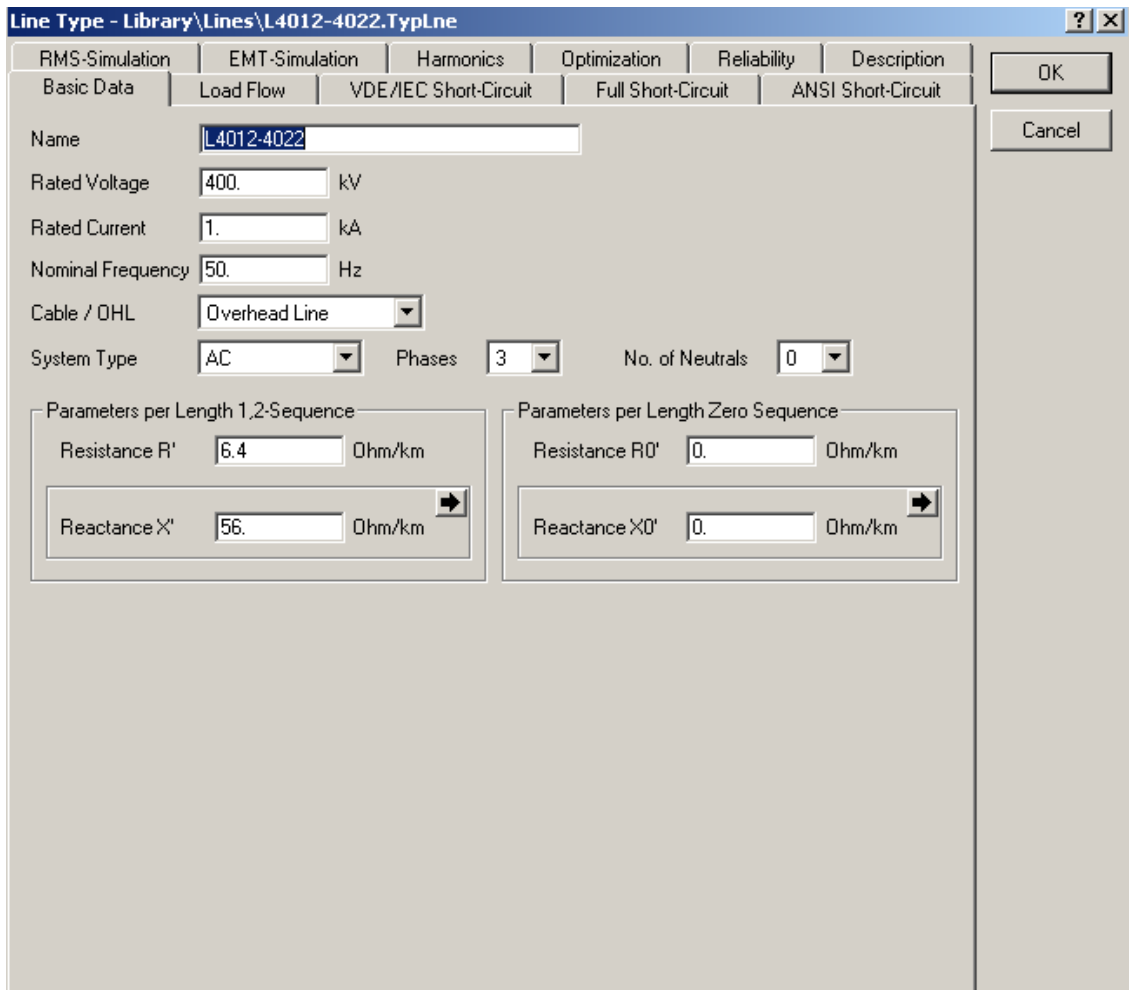 Line Type - Library\Lines\L4012-4022.TypLne ? X
RMS-Simulation EMT-Simulation Harmonics Optimization Reliability Description
Basic Data Load Flow VDE/IEC Short-Circuit Full Short-Circuit ANSI Short-Circuit
OK
Cancel
Name L4012-4022
Rated Voltage 400. kV
Rated Current 1. kA
Nominal Frequency 50. Hz
Cable / OHL Overhead Line
System Type AC Phases 3 No. of Neutrals 0
Parameters per Length 1,2-Sequence Parameters per Length Zero Sequence
Resistance R' 6.4 Ohm/km Resistance R0' 0. Ohm/km
Reactance X' 56. Ohm/km Reactance X0' 0. Ohm/km